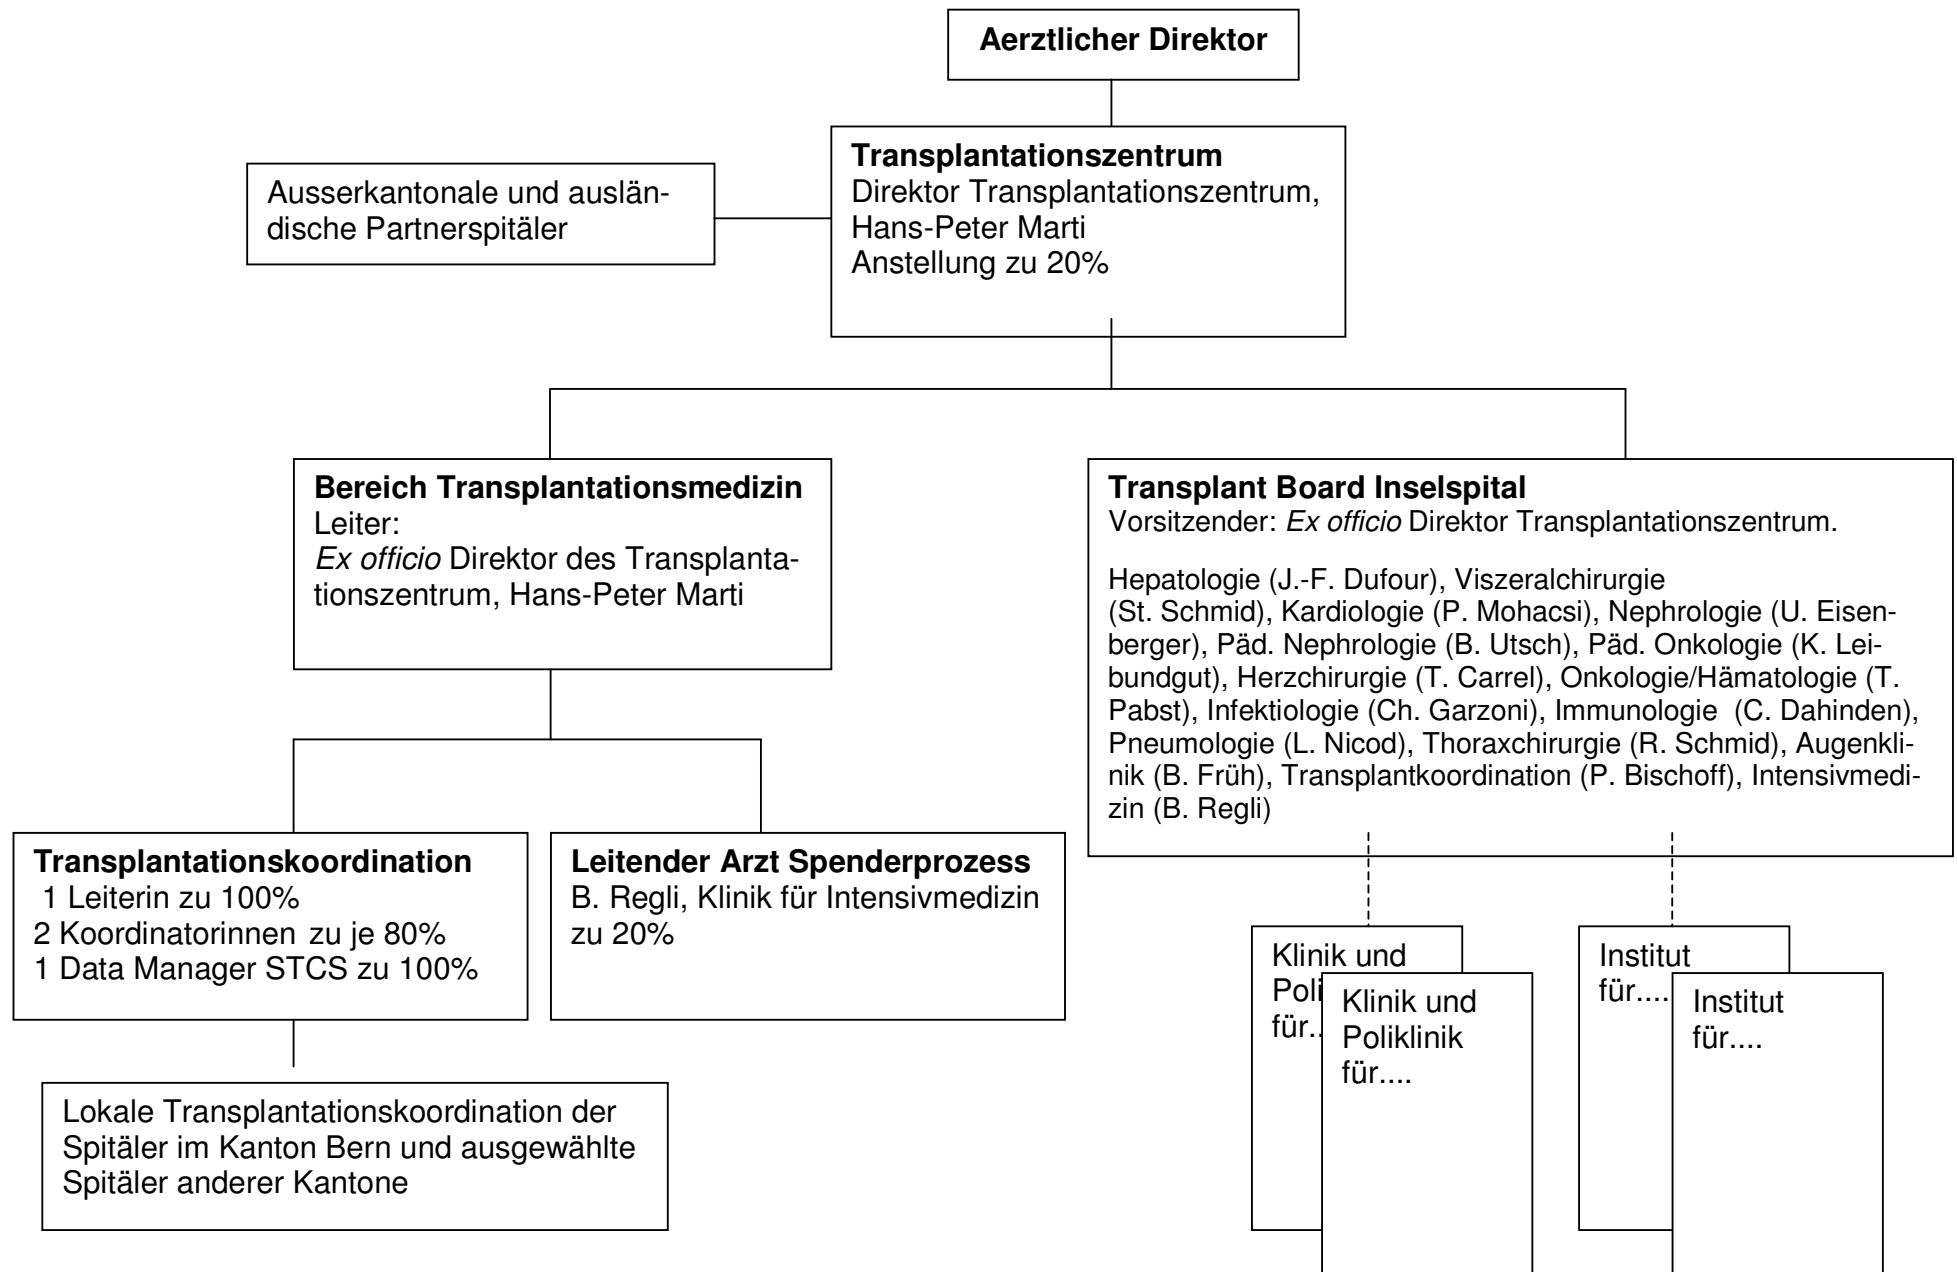 Aerztlicher Direktor
Transplantationszentrum
Direktor Transplantationszentrum,
Hans-Peter Marti
Anstellung zu 20%
Ausserkantonale und auslän-
dische Partnerspitäler
Bereich Transplantationsmedizin
Leiter:
Ex officio Direktor des Transplanta-
tionszentrum, Hans-Peter Marti
Transplant Board Inselspital
Vorsitzender: Ex officio Direktor Transplantationszentrum.
Hepatologie (J.-F. Dufour), Viszeralchirurgie
(St. Schmid), Kardiologie (P. Mohacsi), Nephrologie (U. Eisen-
berger), Päd. Nephrologie (B. Utsch), Päd. Onkologie (K. Lei-
bundgut), Herzchirurgie (T. Carrel), Onkologie/Hämatologie (T.
Pabst), Infektiologie (Ch. Garzoni), Immunologie (C. Dahinden),
Pneumologie (L. Nicod), Thoraxchirurgie (R. Schmid), Augenkli-
nik (B. Früh), Transplantkoordination (P. Bischoff), Intensivmedi-
zin (B. Regli)
Transplantationskoordination
1 Leiterin zu 100%
2 Koordinatorinnen zu je 80%
1 Data Manager STCS zu 100%
Leitender Arzt Spenderprozess
B. Regli, Klinik für Intensivmedizin
zu 20%
Lokale Transplantationskoordination der
Spitäler im Kanton Bern und ausgewählte
Spitäler anderer Kantone
Klinik und
Poli
für..
Klinik und
Poliklinik
für....
Institut
für....
Institut
für....